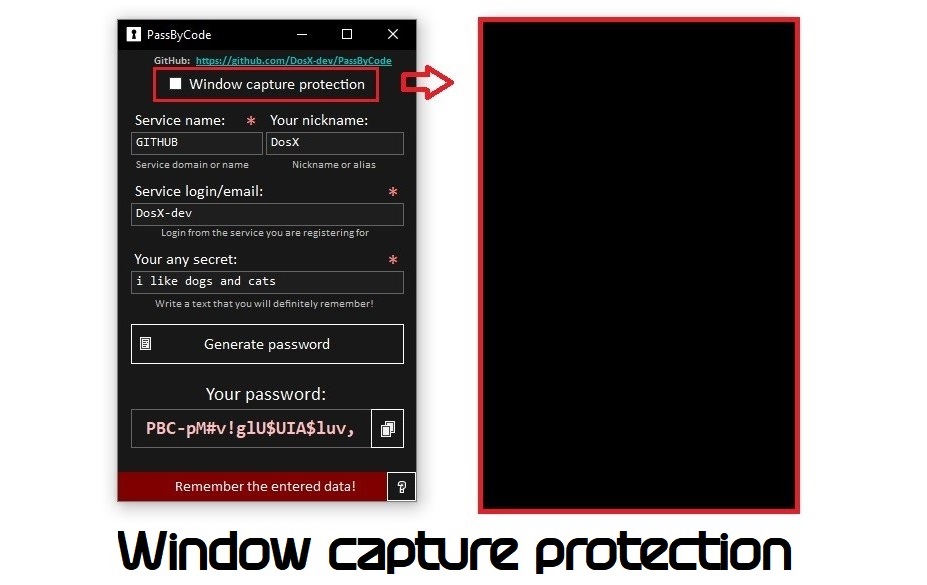 PassByCode
GitHub: https://github.com/DosX-dev/PassByCode
Window capture protection
Service name: * Your nickname:
GITHUB DosX
Service domain or name Nickname or alias
Service login/email: *
DosX-dev
Login from the service you are registering for
Your any secret: *
i like dogs and cats
Write a text that you will definitely remember!
Generate password
Your password:
PBC-pM#v!glU$UIA$luv,
Remember the entered data! ?
Window capture protection